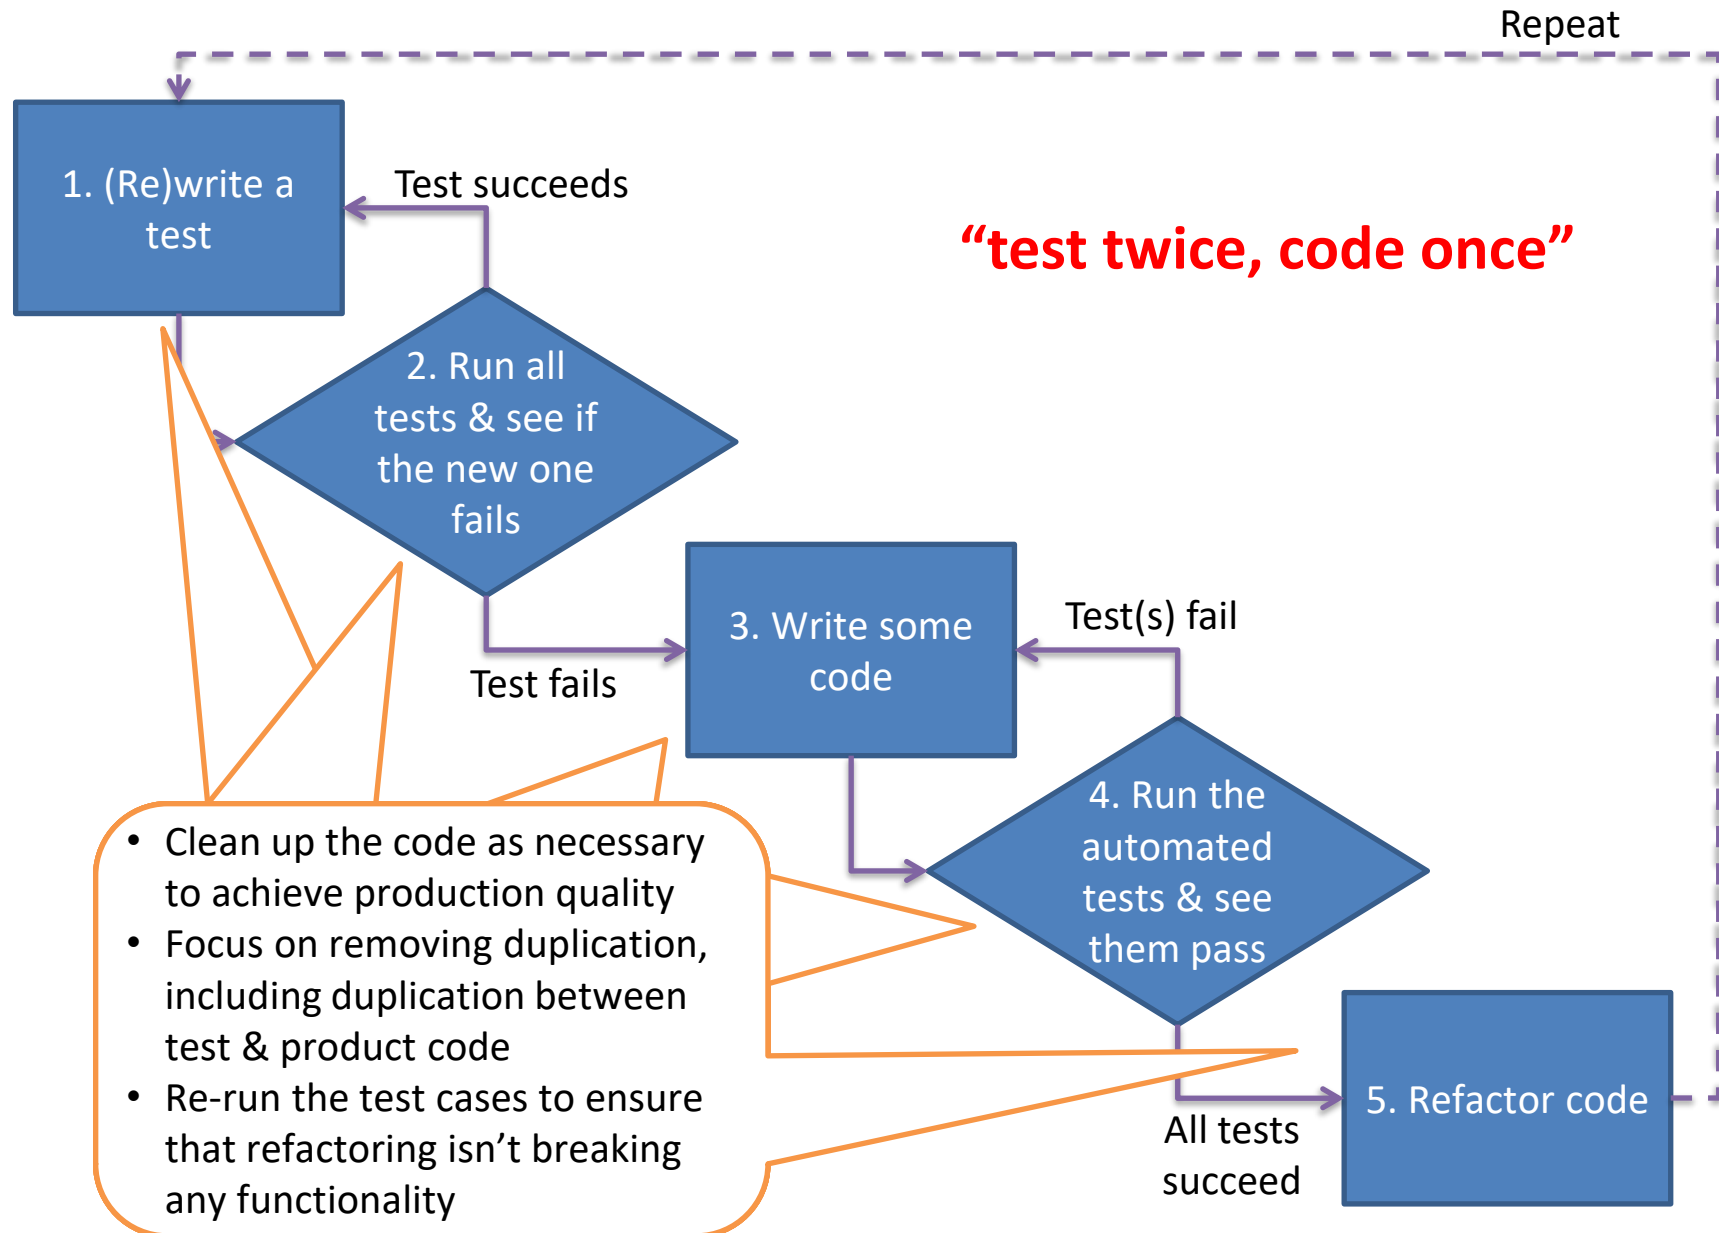 Repeat
1. (Re)write a
test
Test succeeds
“test twice, code once”
2. Run all
tests & see if
the new one
fails
Test fails
3. Write some
code
Test(s) fail
4. Run the
automated
tests & see
them pass
• Clean up the code as necessary
to achieve production quality
• Focus on removing duplication,
including duplication between
test & product code
• Re-run the test cases to ensure
that refactoring isn’t breaking
any functionality
All tests
succeed
5. Refactor code